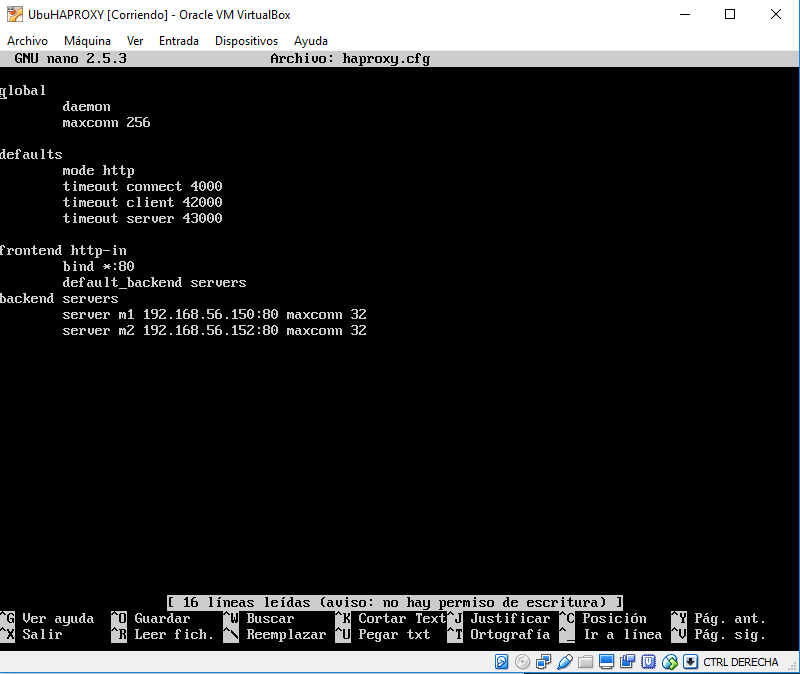 UbuHAPROXY [Corriendo] - Oracle VM VirtualBox
Archivo Máquina Ver Entrada Dispositivos Ayuda
GNU nano 2.5.3 Archivo: haproxy.cfg
global
daemon
maxconn 256
defaults
mode http
timeout connect 4000
timeout client 42000
timeout server 43000
frontend http-in
bind *:80
default_backend servers
backend servers
server m1 192.168.56.150:80 maxconn 32
server m2 192.168.56.152:80 maxconn 32
[ 16 líneas leídas (aviso: no hay permiso de escritura) ]
^G Ver ayuda ^O Guardar ^W Buscar ^K Cortar Text ^J Justificar ^C Posición ^Y Pág. ant.
^X Salir ^R Leer fich. ^\ Reemplazar ^U Pegar txt ^T Ortografía ^_ Ir a línea ^V Pág. sig.
CTRL DERECHA